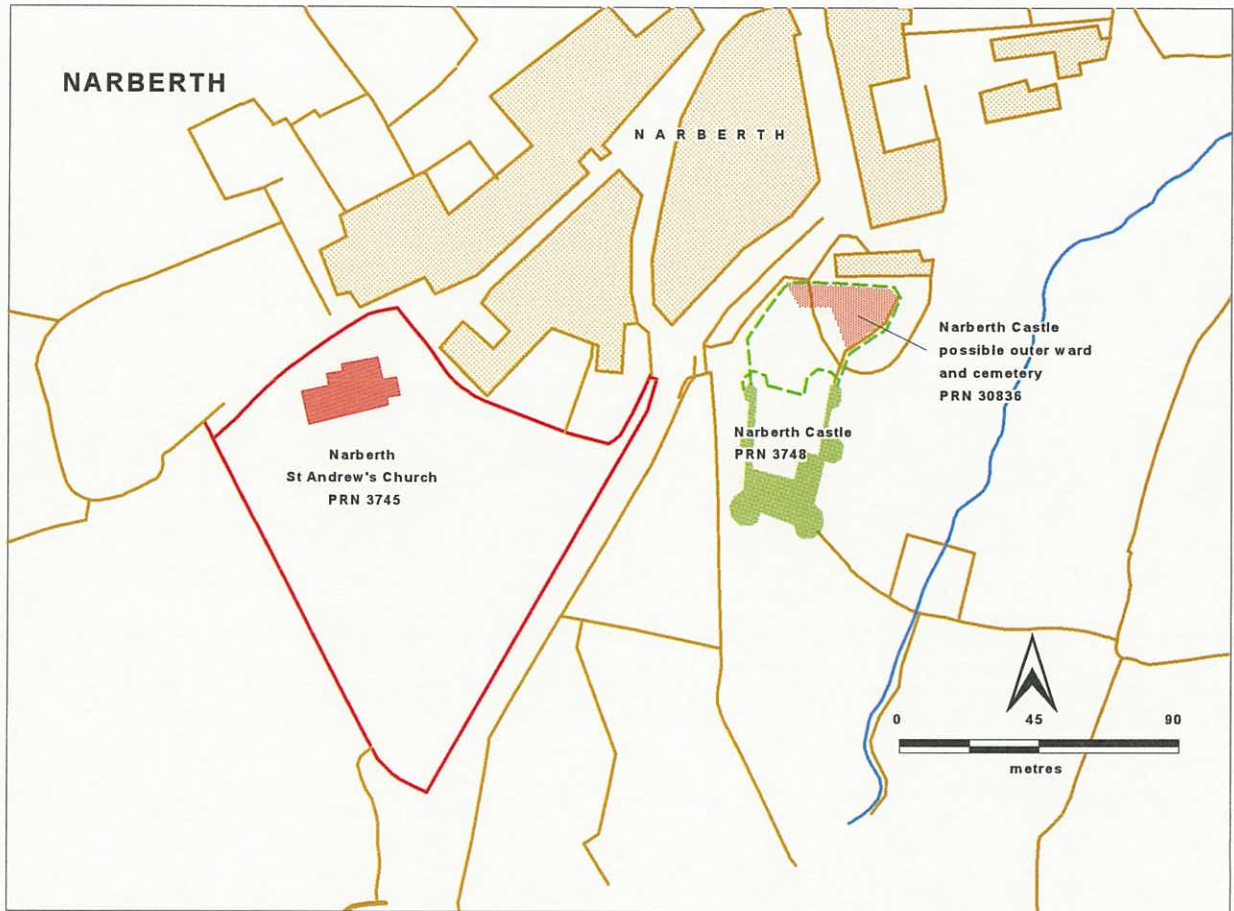 NARBERTH
NARBERTH
Narberth Castle
possible outer ward
and cemetery
PRN 30836
Narberth Castle
PRN 3748
Narberth
St Andrew's Church
PRN 3745
0 45 90
metres